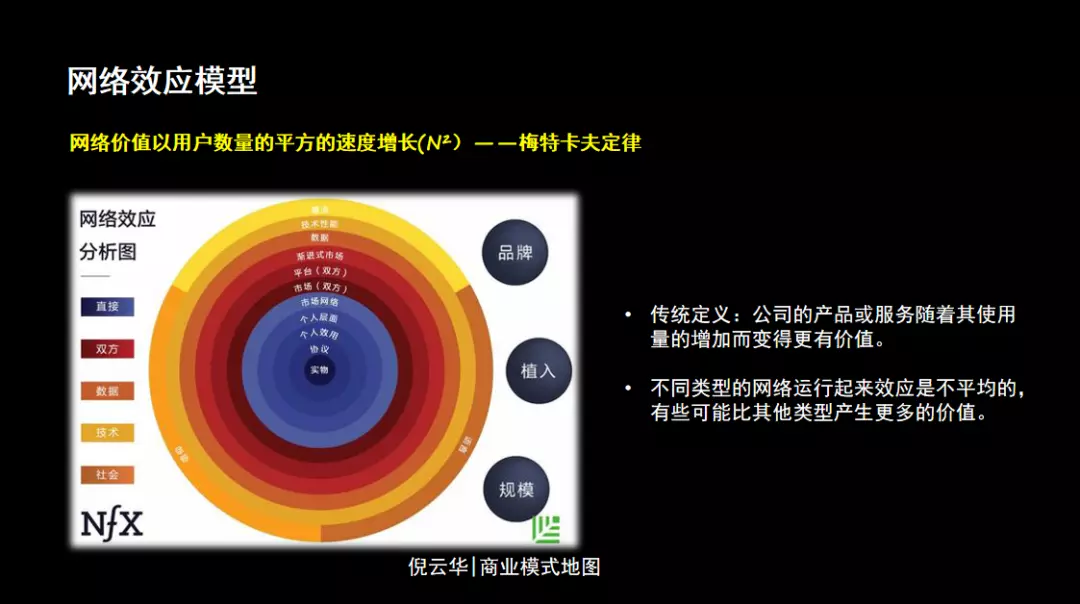 网络效应模型
网络价值以用户数量的平方的速度增长(N²）——梅特卡夫定律
网络效应
分析图
直接
双方
数据
技术
社会
NfX
技术性能
数据
渐进式市场
平台（双方）
市场（双方）
市场网络
个人层面
个人效用
协议
实物
品牌
植入
规模
• 传统定义：公司的产品或服务随着其使用
量的增加而变得更有价值。
• 不同类型的网络运行起来效应是不平均的，
有些可能比其他类型产生更多的价值。
倪云华|商业模式地图